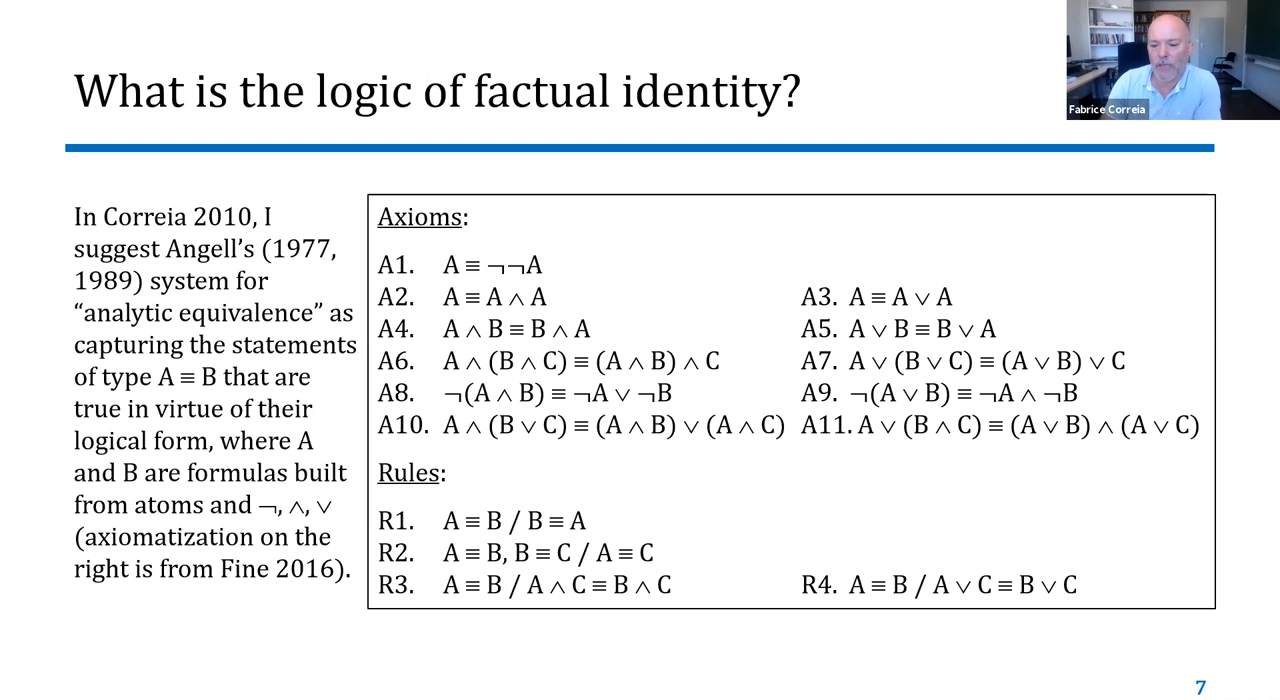 What is the logic of factual identity?
Fabrice Correia
In Correia 2010, I
suggest Angell's (1977,
1989) system for
“analytic equivalence” as
capturing the statements
of type A ≡ B that are
true in virtue of their
logical form, where A
and B are formulas built
from atoms and ¬, ∧, ∨
(axiomatization on the
right is from Fine 2016).
Axioms:
A1. A ≡ ¬¬A
A2. A ≡ A ∧ A A3. A ≡ A ∨ A
A4. A ∧ B ≡ B ∧ A A5. A ∨ B ≡ B ∨ A
A6. A ∧ (B ∧ C) ≡ (A ∧ B) ∧ C A7. A ∨ (B ∨ C) ≡ (A ∨ B) ∨ C
A8. ¬(A ∧ B) ≡ ¬A ∨ ¬B A9. ¬(A ∨ B) ≡ ¬A ∧ ¬B
A10. A ∧ (B ∨ C) ≡ (A ∧ B) ∨ (A ∧ C) A11. A ∨ (B ∧ C) ≡ (A ∨ B) ∧ (A ∨ C)
Rules:
R1. A ≡ B / B ≡ A
R2. A ≡ B, B ≡ C / A ≡ C
R3. A ≡ B / A ∧ C ≡ B ∧ C R4. A ≡ B / A ∨ C ≡ B ∨ C
7